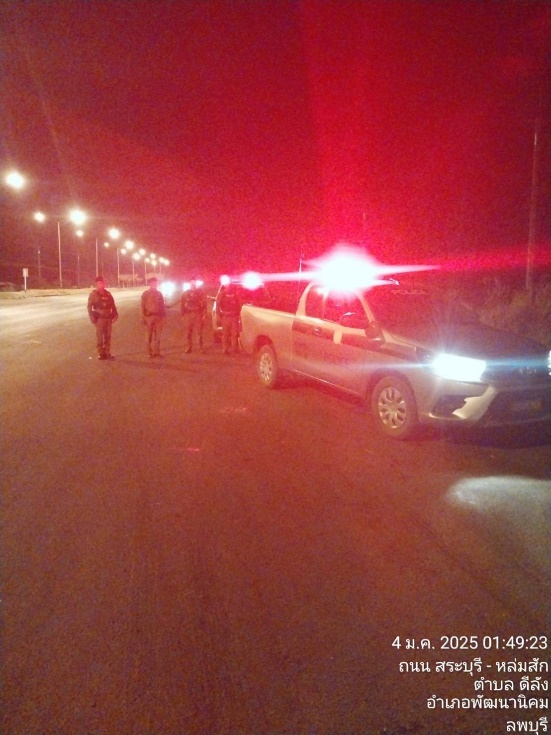 4 ม.ค. 2025 01:49:23
ถนน สระบุรี - หล่มสัก
ตำบล ดีลัง
อำเภอพัฒนานิคม
ลพบุรี